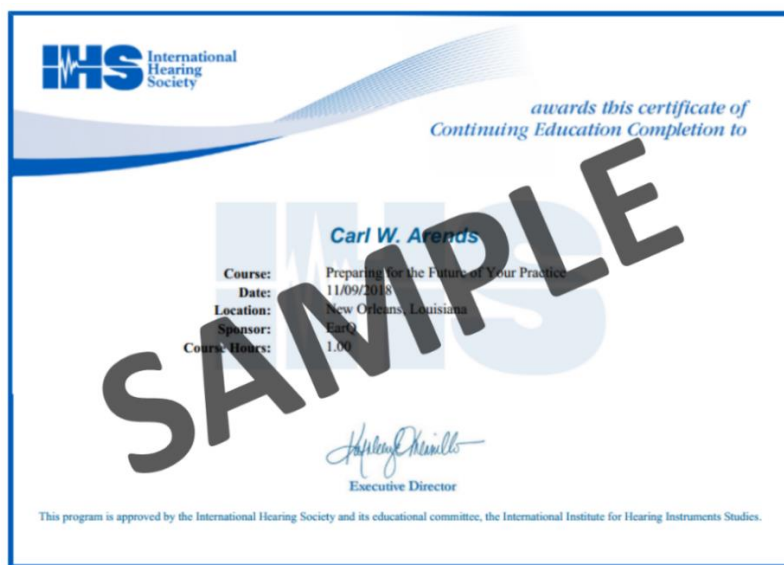 IHS International
Hearing
Society
awards this certificate of
Continuing Education Completion to
IHS
Carl W. Arends
Course: Preparing for the Future of Your Practice
Date: 11/09/2018
Location: New Orleans, Louisiana
Sponsor: EarQ
Course Hours: 1.00
SAMPLE
Executive Director
This program is approved by the International Hearing Society and its educational committee, the International Institute for Hearing Instruments Studies.